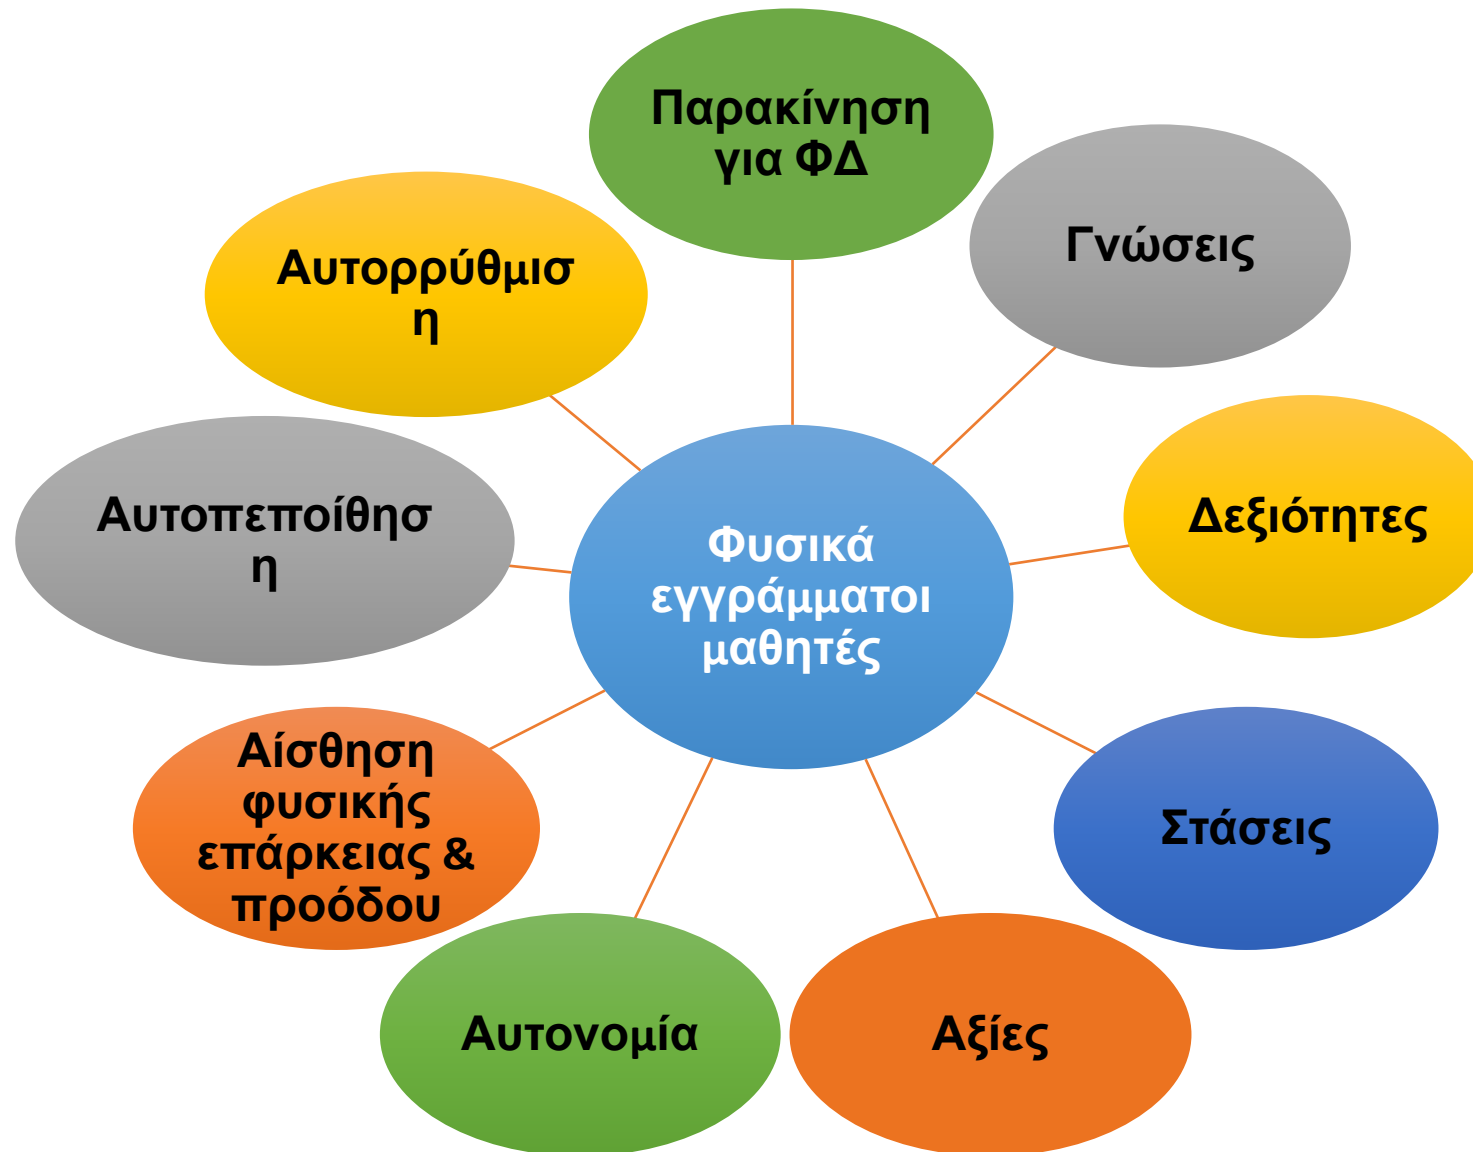 Παρακίνηση
για ΦΔ
Γνώσεις
Δεξιότητες
Στάσεις
Αξίες
Αυτονομία
Αίσθηση
φυσικής
επάρκειας &
προόδου
Αυτοπεποίθησ
η
Αυτορρύθμισ
η
Φυσικά
εγγράμματοι
μαθητές